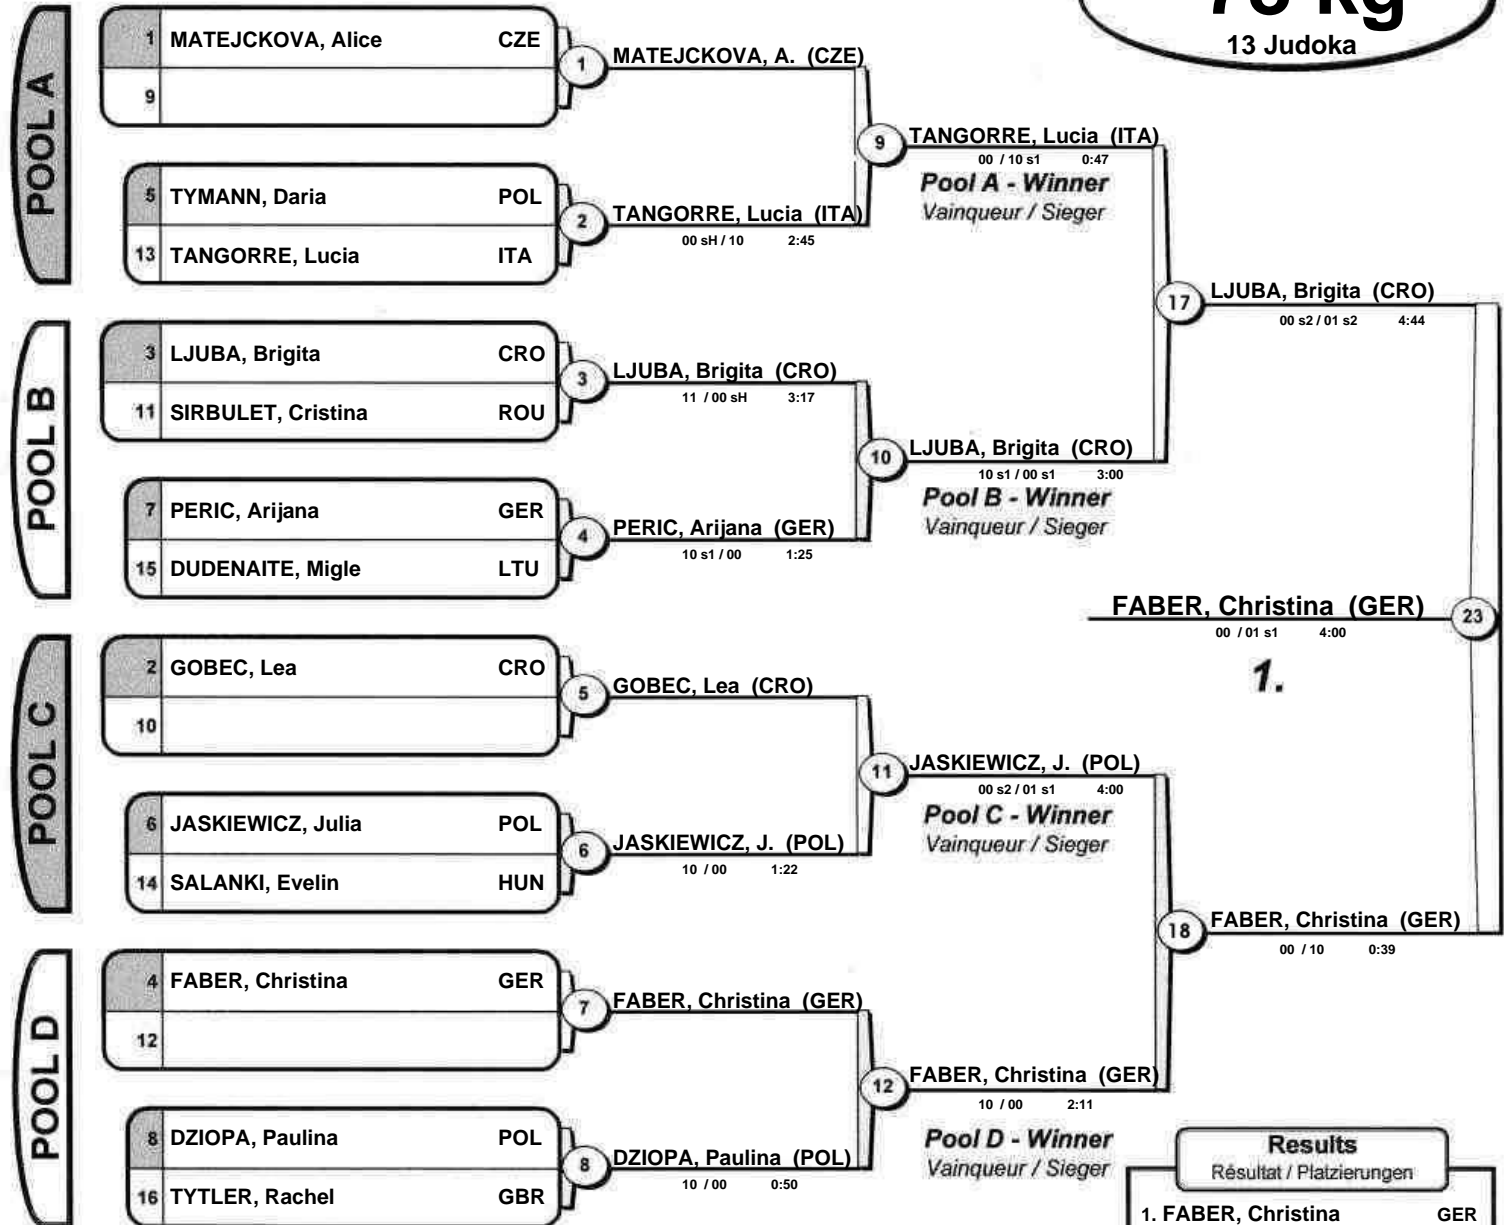 13 Judoka
POOL A
1 MATEJCKOVA, Alice CZE
9
1
MATEJCKOVA, A. (CZE)
5 TYMANN, Daria POL
13 TANGORRE, Lucia ITA
2
TANGORRE, Lucia (ITA)
00 sH / 10 2:45
9
TANGORRE, Lucia (ITA)
00 / 10 s1 0:47
Pool A - Winner
Vainqueur / Sieger
POOL B
3 LJUBA, Brigita CRO
11 SIRBULET, Cristina ROU
3
LJUBA, Brigita (CRO)
11 / 00 sH 3:17
7 PERIC, Arijana GER
15 DUDENAITE, Migle LTU
4
PERIC, Arijana (GER)
10 s1 / 00 1:25
10
LJUBA, Brigita (CRO)
10 s1 / 00 s1 3:00
Pool B - Winner
Vainqueur / Sieger
17
LJUBA, Brigita (CRO)
00 s2 / 01 s2 4:44
FABER, Christina (GER)
00 / 01 s1 4:00
23
1.
POOL C
2 GOBEC, Lea CRO
10
5
GOBEC, Lea (CRO)
6 JASKIEWICZ, Julia POL
14 SALANKI, Evelin HUN
6
JASKIEWICZ, J. (POL)
10 / 00 1:22
11
JASKIEWICZ, J. (POL)
00 s2 / 01 s1 4:00
Pool C - Winner
Vainqueur / Sieger
POOL D
4 FABER, Christina GER
12
7
FABER, Christina (GER)
8 DZIOPA, Paulina POL
16 TYTLER, Rachel GBR
8
DZIOPA, Paulina (POL)
10 / 00 0:50
12
FABER, Christina (GER)
10 / 00 2:11
Pool D - Winner
Vainqueur / Sieger
18
FABER, Christina (GER)
00 / 10 0:39
Results
Résultat / Platzierungen
1. FABER, Christina GER